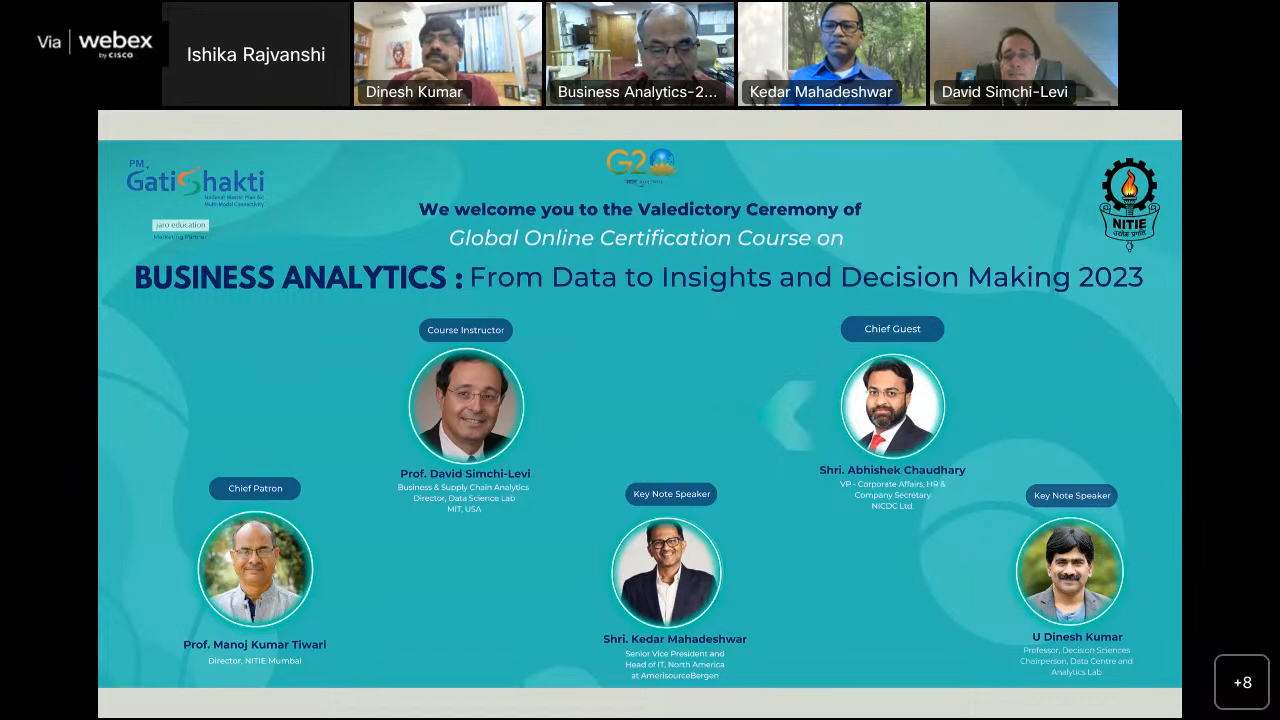 Via webex
by CISCO
Ishika Rajvanshi
Dinesh Kumar
Business Analytics-2...
Kedar Mahadeshwar
David Simchi-Levi
PM
GatiShakti
National Master Plan for
Multi-Modal Connectivity
jaro education
Marketing Partner
G20
NITIE
We welcome you to the Valedictory Ceremony of
Global Online Certification Course on
BUSINESS ANALYTICS : From Data to Insights and Decision Making 2023
Course Instructor
Prof. David Simchi-Levi
Business & Supply Chain Analytics
Director, Data Science Lab
MIT, USA
Chief Guest
Shri. Abhishek Chaudhary
VP - Corporate Affairs, HR &
Company Secretary
NICDC Ltd.
Chief Patron
Prof. Manoj Kumar Tiwari
Director, NITIE Mumbai
Key Note Speaker
Shri. Kedar Mahadeshwar
Senior Vice President and
Head of IT, North America
at AmerisourceBergen
Key Note Speaker
U Dinesh Kumar
Professor, Decision Sciences
Chairperson, Data Centre and
Analytics Lab
+8